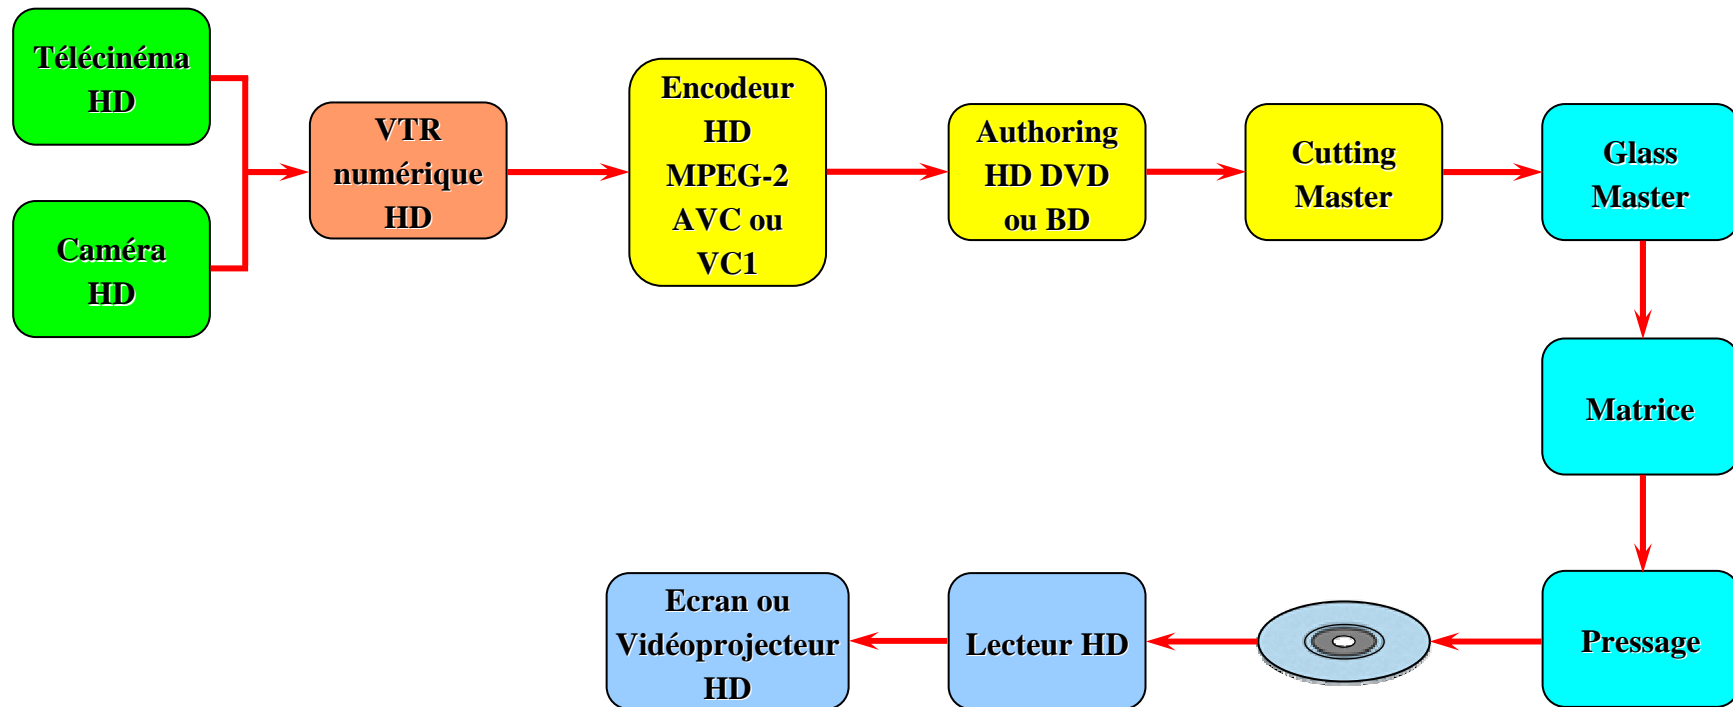 Télécinéma
HD
Caméra
HD
VTR
numérique
HD
Encodeur
HD
MPEG-2
AVC ou
VC1
Authoring
HD DVD
ou BD
Cutting
Master
Glass
Master
Matrice
Pressage
Lecteur HD
Ecran ou
Vidéoprojecteur
HD